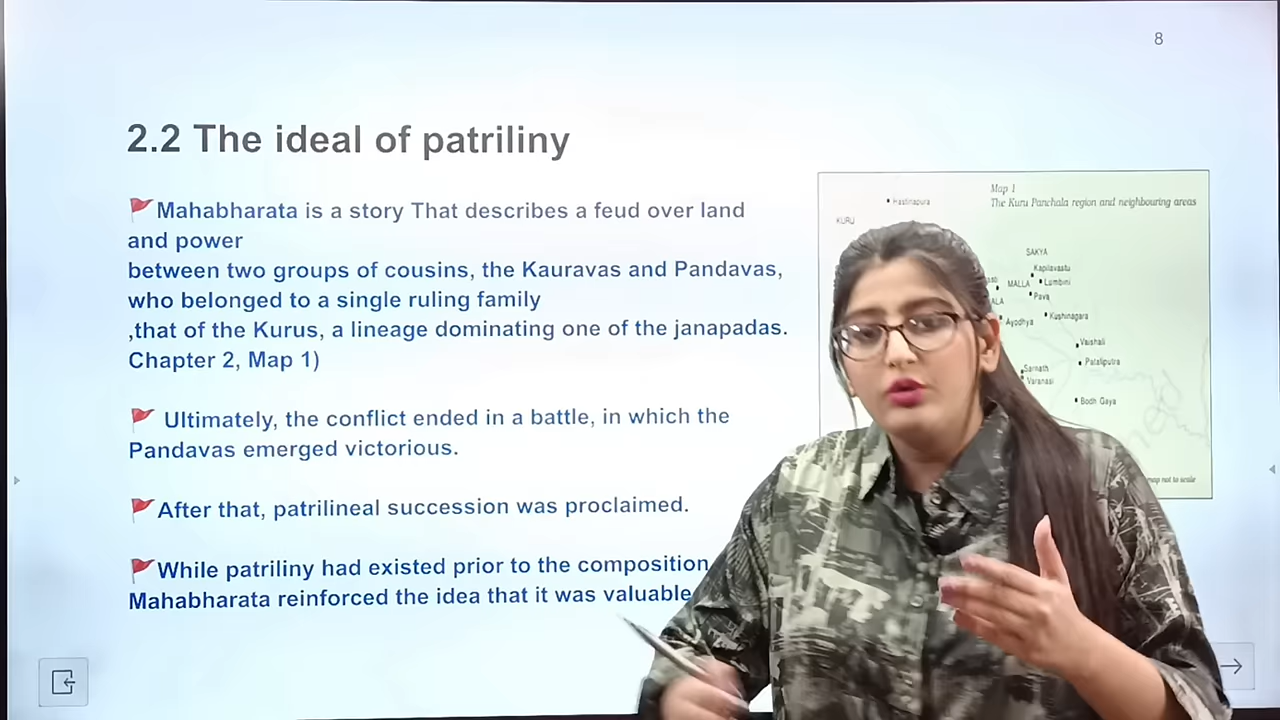 8
2.2 The ideal of patriliny
Mahabharata is a story That describes a feud over land
and power
between two groups of cousins, the Kauravas and Pandavas,
who belonged to a single ruling family
,that of the Kurus, a lineage dominating one of the janapadas.
Chapter 2, Map 1)
Ultimately, the conflict ended in a battle, in which the
Pandavas emerged victorious.
After that, patrilineal succession was proclaimed.
While patriliny had existed prior to the composition
Mahabharata reinforced the idea that it was valuable
Map 1
The Kuru Panchala region and neighbouring areas
Hastinapura
KURU
SAKYA
Kapilavastu
MALLA
Lumbini
Pava
Ayodhya
Kushinagara
Vaishali
Pataliputra
Sarnath
Varanasi
Bodh Gaya
map not to scale